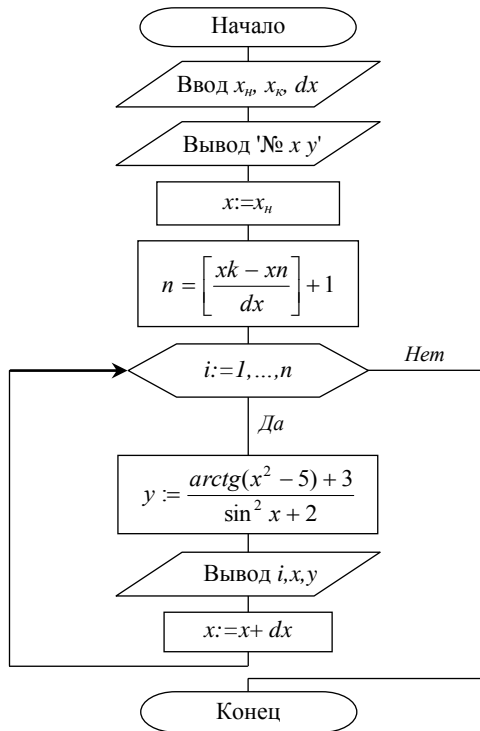 Начало
Ввод xн, xк, dx
Вывод '№ x y'
x:=xн
n = [(xk − xn)/dx] + 1
i:=1,...,n
Нет
Да
y := (arctg(x² − 5) + 3)/(sin² x + 2)
Вывод i,x,y
x:=x+ dx
Конец